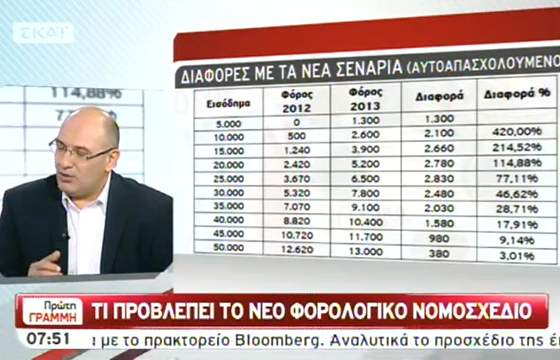 ΣΚΑΪ
114,88%
ΔΙΑΦΟΡΕΣ ΜΕ ΤΑ ΝΕΑ ΣΕΝΑΡΙΑ (ΑΥΤΟΑΠΑΣΧΟΛΟΥΜΕΝΟ
Εισόδημα Φόρος 2012 Φόρος 2013 Διαφορά Διαφορά %
5.000 0 1.300 1.300
10.000 500 2.600 2.100 420,00%
15.000 1.240 3.900 2.660 214,52%
20.000 2.420 5.200 2.780 114,88%
25.000 3.670 6.500 2.830 77,11%
30.000 5.320 7.800 2.480 46,62%
35.000 7.070 9.100 2.030 28,71%
40.000 8.820 10.400 1.580 17,91%
45.000 10.720 11.700 980 9,14%
50.000 12.620 13.000 380 3,01%
Πρώτη ΓΡΑΜΜΗ
ΤΙ ΠΡΟΒΛΕΠΕΙ ΤΟ ΝΕΟ ΦΟΡΟΛΟΓΙΚΟ ΝΟΜΟΣΧΕΔΙΟ
07:51 α με το πρακτορείο Bloomberg. Αναλυτικά το προσχέδιο της